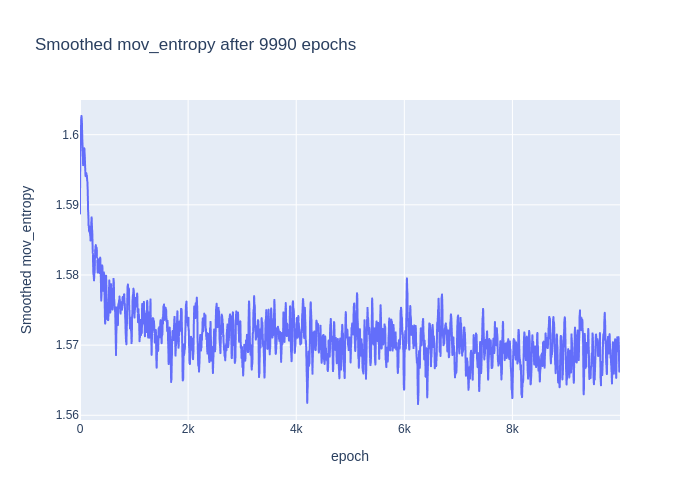 Smoothed mov_entropy after 9990 epochs
Smoothed mov_entropy
1.6
1.59
1.58
1.57
1.56
0
2k
4k
6k
8k
epoch